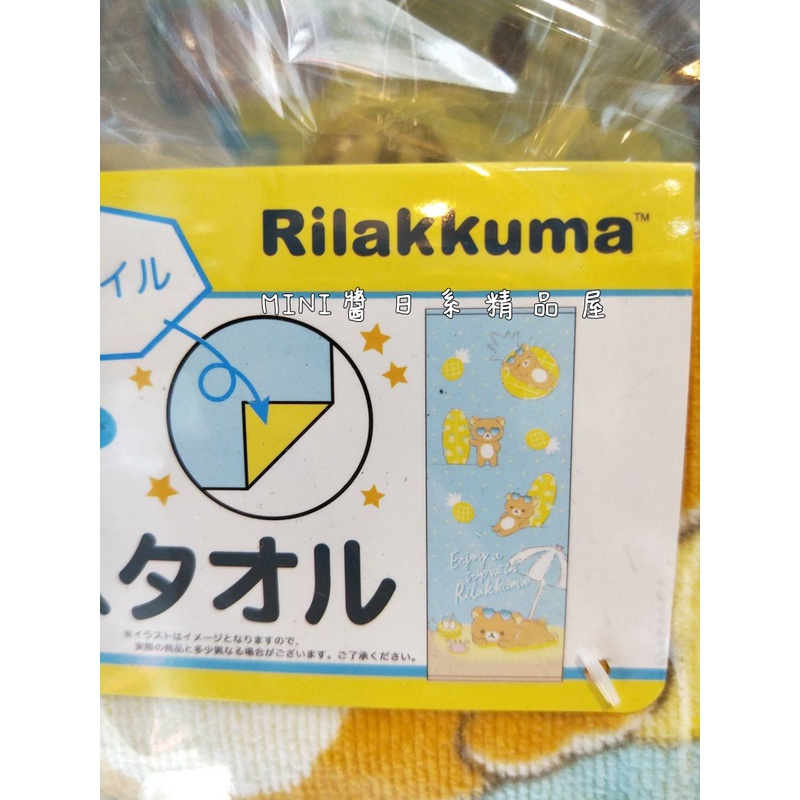 Rilakkuma™
イル
MINI醬日系精品屋
Enjoy a
trip with
Rilakkuma
タオル
※イラストはイメージとなりますので、
実際の商品と多少異なる場合がございます。ご了承ください。